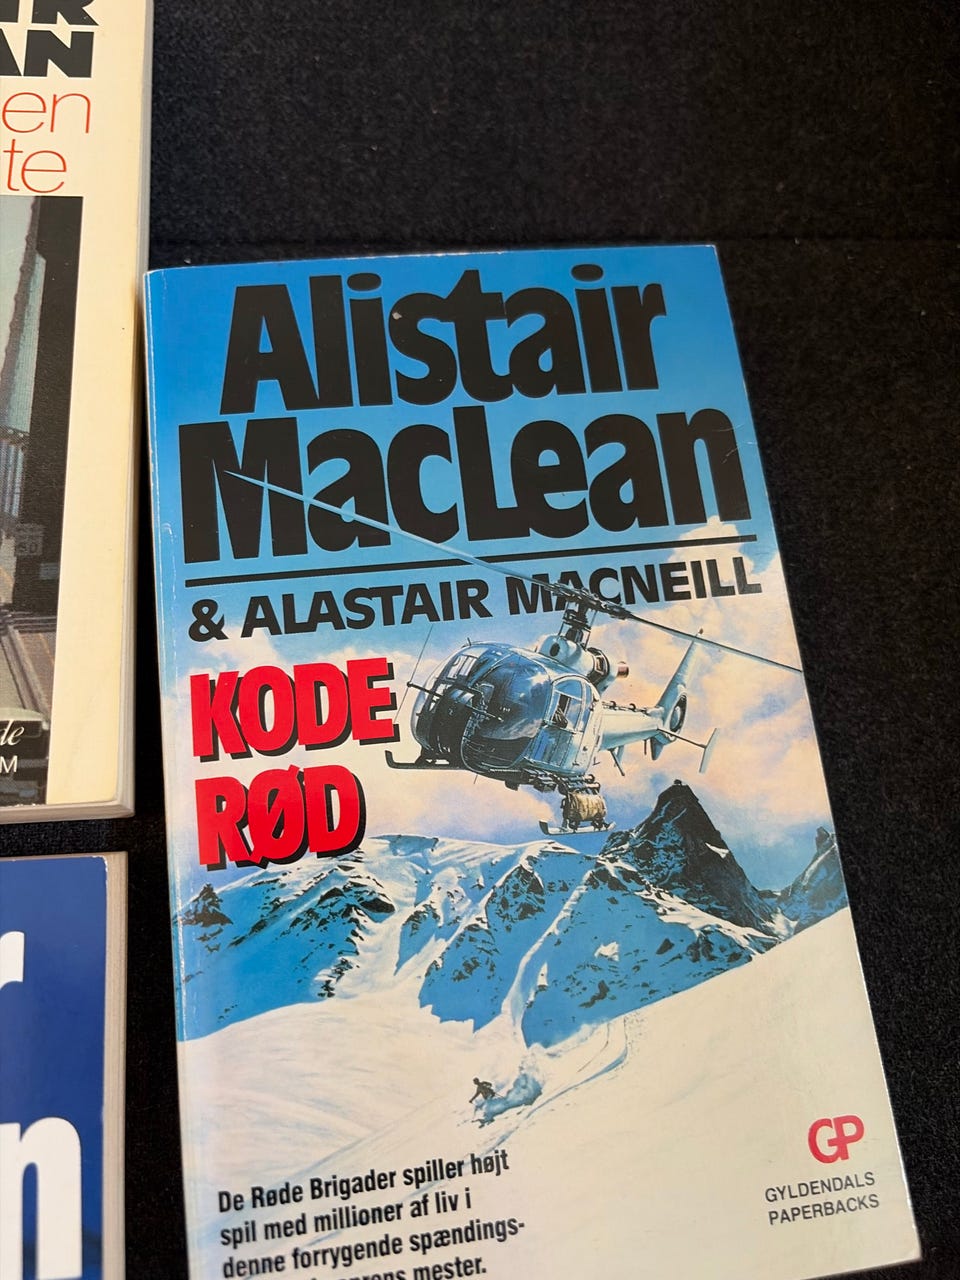 en
te
Alistair
MacLean
& ALASTAIR MACNEILL
KODE
RØD
De Røde Brigader spiller højt
spil med millioner af liv i
denne forrygende spændings-
mester.
GP
GYLDENDALS
PAPERBACKS